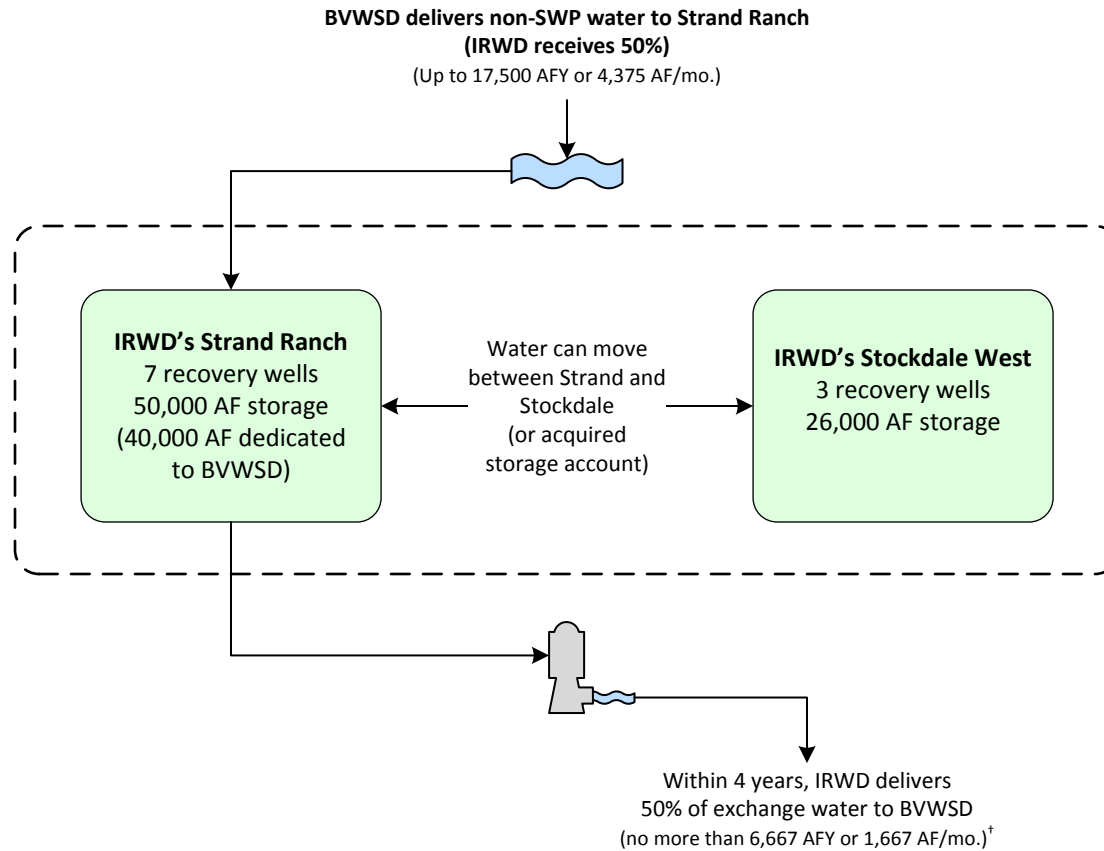 BVWSD delivers non-SWP water to Strand Ranch
(IRWD receives 50%)
(Up to 17,500 AFY or 4,375 AF/mo.)
IRWD’s Strand Ranch
7 recovery wells
50,000 AF storage
(40,000 AF dedicated
to BVWSD)
Water can move
between Strand and
Stockdale
(or acquired
storage account)
IRWD’s Stockdale West
3 recovery wells
26,000 AF storage
Within 4 years, IRWD delivers
50% of exchange water to BVWSD
(no more than 6,667 AFY or 1,667 AF/mo.)†